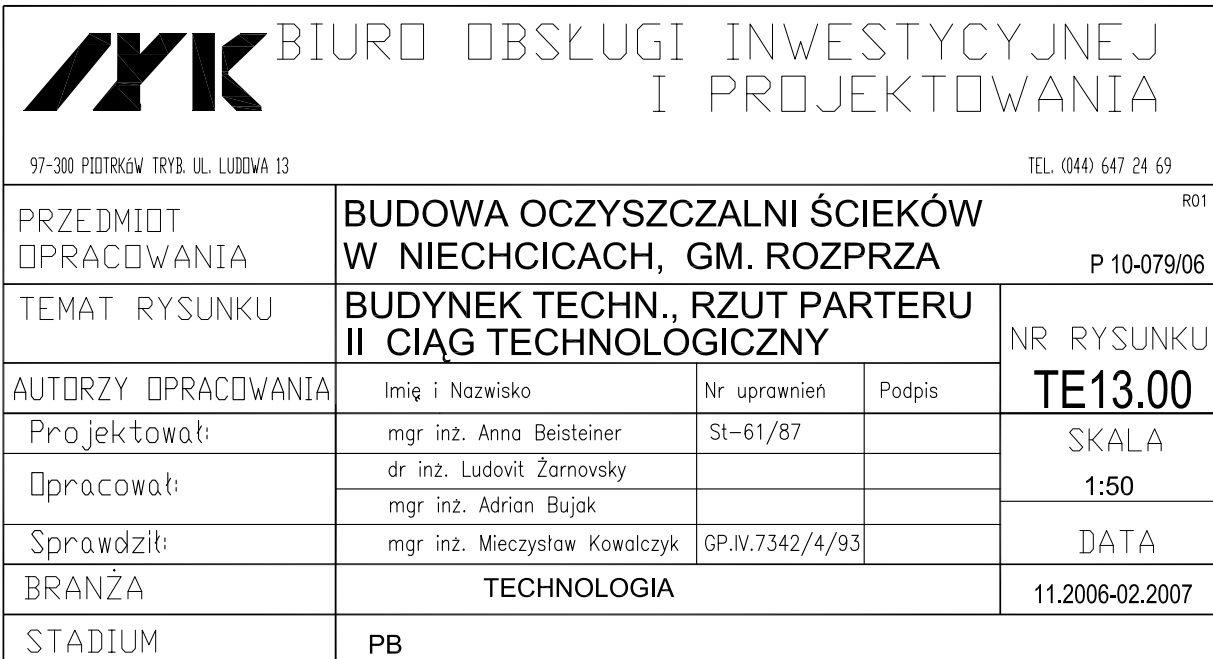 BIURO OBSŁUGI INWESTYCYJNEJ
I PROJEKTOWANIA
97-300 PIOTRKóW TRYB. UL. LUDOWA 13
TEL. (044) 647 24 69
PRZEDMIOT
OPRACOWANIA
BUDOWA OCZYSZCZALNI ŚCIEKÓW
W NIECHCICACH, GM. ROZPRZA
R01
P 10-079/06
TEMAT RYSUNKU
BUDYNEK TECHN., RZUT PARTERU
II CIĄG TECHNOLOGICZNY
NR RYSUNKU
TE13.00
AUTORZY OPRACOWANIA
Imię i Nazwisko
Nr uprawnień
Podpis
Projektował:
mgr inż. Anna Beisteiner
St-61/87
SKALA
1:50
Opracował:
dr inż. Ludovit Żarnovsky
mgr inż. Adrian Bujak
Sprawdził:
mgr inż. Mieczysław Kowalczyk
GP.IV.7342/4/93
DATA
11.2006-02.2007
BRANŻA
TECHNOLOGIA
STADIUM
PB